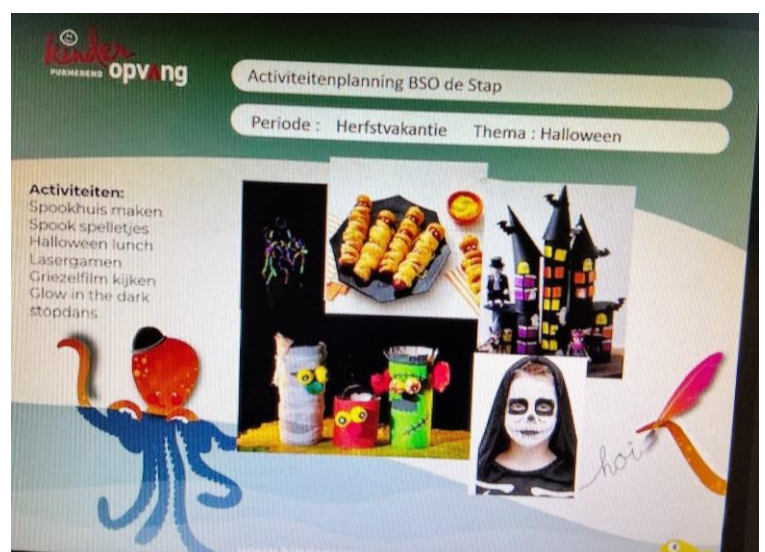 kinder
PURMEREND opvang
Activiteitenplanning BSO de Stap
Periode : Herfstvakantie Thema : Halloween
Activiteiten:
Spookhuis maken
Spook spelletjes
Halloween lunch
Lasergamen
Griezelfilm kijken
Glow in the dark
stopdans
hoi